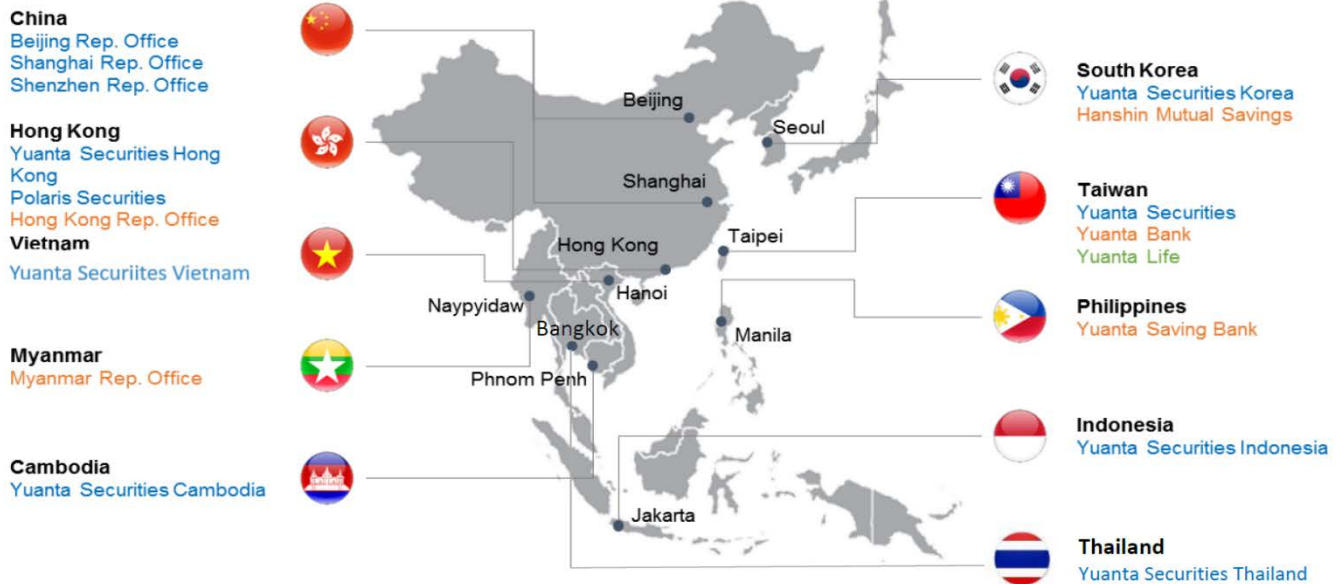 China
Beijing Rep. Office
Shanghai Rep. Office
Shenzhen Rep. Office
Hong Kong
Yuanta Securities Hong
Kong
Polaris Securities
Hong Kong Rep. Office
Vietnam
Yuanta Securiites Vietnam
Myanmar
Myanmar Rep. Office
Cambodia
Yuanta Securities Cambodia
Beijing
Seoul
Shanghai
Taipei
Hong Kong
Hanoi
Naypyidaw
Bangkok
Manila
Phnom Penh
Jakarta
South Korea
Yuanta Securities Korea
Hanshin Mutual Savings
Taiwan
Yuanta Securities
Yuanta Bank
Yuanta Life
Philippines
Yuanta Saving Bank
Indonesia
Yuanta Securities Indonesia
Thailand
Yuanta Securities Thailand